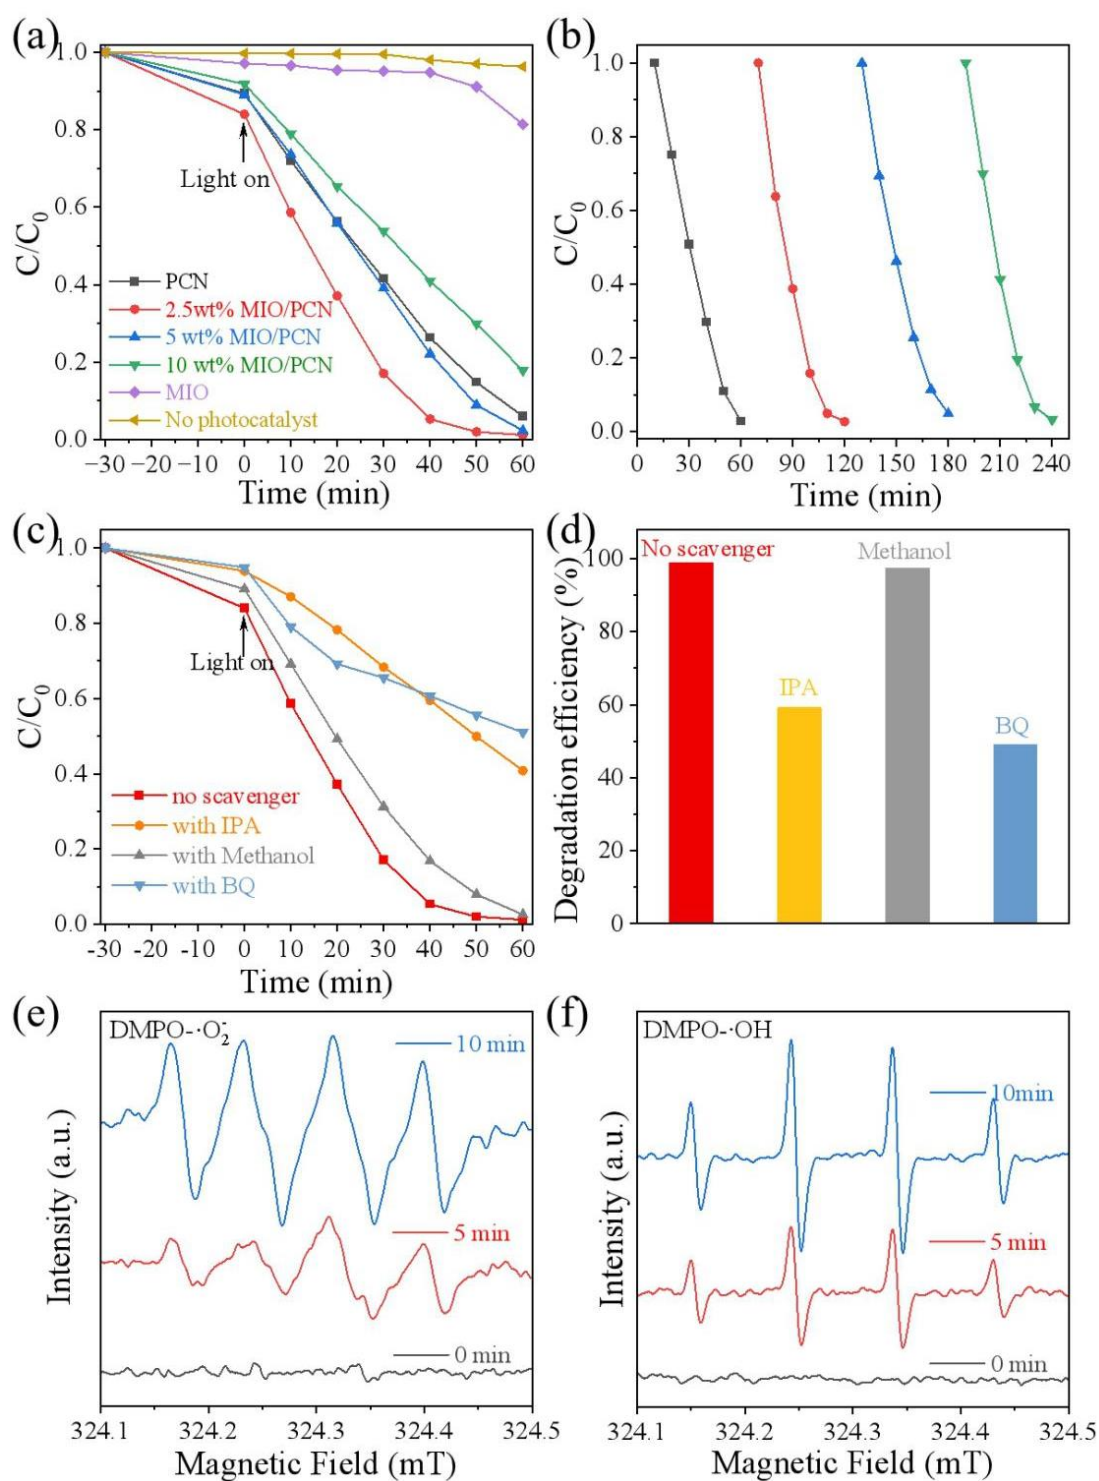 (a)
1.0
0.8
0.6
0.4
0.2
0.0
C/C₀
Light on
PCN
2.5wt% MIO/PCN
5 wt% MIO/PCN
10 wt% MIO/PCN
MIO
No photocatalyst
−30 −20 −10 0 10 20 30 40 50 60
Time (min)
(b)
1.0
0.8
0.6
0.4
0.2
0.0
C/C₀
0 30 60 90 120 150 180 210 240
Time (min)
(c)
1.0
0.8
0.6
0.4
0.2
0.0
C/C₀
Light on
no scavenger
with IPA
with Methanol
with BQ
-30 -20 -10 0 10 20 30 40 50 60
Time (min)
(d)
100
80
60
40
20
0
Degradation efficiency (%)
No scavenger
Methanol
IPA
BQ
(e)
DMPO-·O₂⁻
10 min
5 min
0 min
Intensity (a.u.)
324.1 324.2 324.3 324.4 324.5
Magnetic Field (mT)
(f)
DMPO-·OH
10min
5 min
0 min
Intensity (a.u.)
324.1 324.2 324.3 324.4 324.5
Magnetic Field (mT)